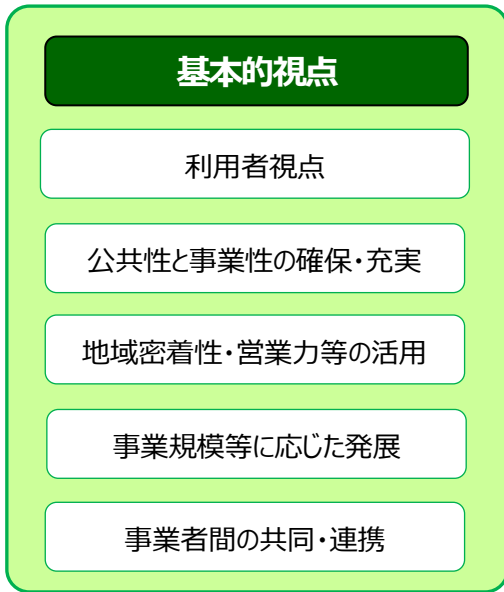 基本的視点
利用者視点
公共性と事業性の確保・充実
地域密着性・営業力等の活用
事業規模等に応じた発展
事業者間の共同・連携